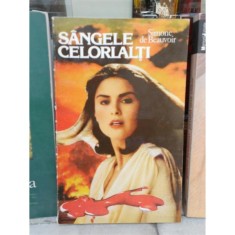 SÂNGELE
CELORLALȚI
Simone
de Beauvoir
a